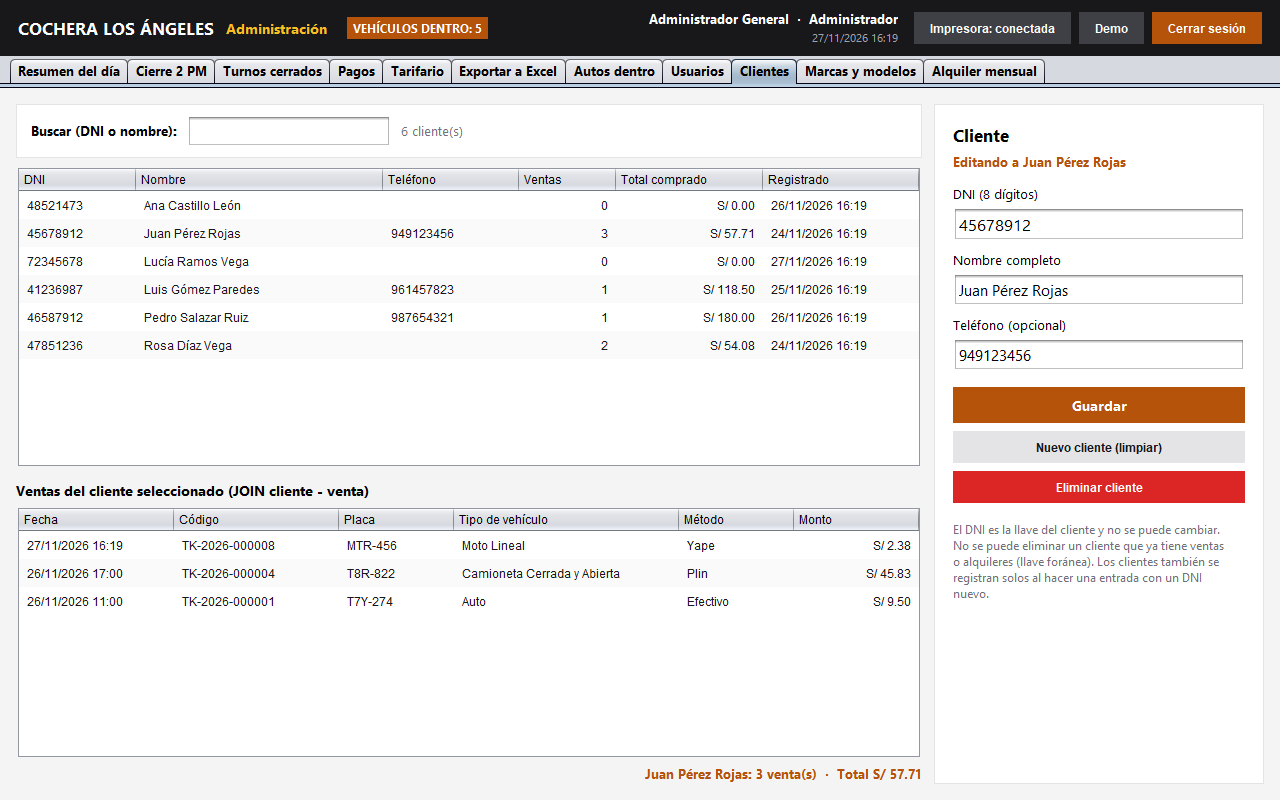 COCHERA LOS ÁNGELES Administración VEHÍCULOS DENTRO: 5 Administrador General · Administrador
27/11/2026 16:19
Impresora: conectada Demo Cerrar sesión
Resumen del día Cierre 2 PM Turnos cerrados Pagos Tarifario Exportar a Excel Autos dentro Usuarios Clientes Marcas y modelos Alquiler mensual
Buscar (DNI o nombre): 6 cliente(s)
DNI Nombre Teléfono Ventas Total comprado Registrado
48521473 Ana Castillo León 0 S/ 0.00 26/11/2026 16:19
45678912 Juan Pérez Rojas 949123456 3 S/ 57.71 24/11/2026 16:19
72345678 Lucía Ramos Vega 0 S/ 0.00 27/11/2026 16:19
41236987 Luis Gómez Paredes 961457823 1 S/ 118.50 25/11/2026 16:19
46587912 Pedro Salazar Ruiz 987654321 1 S/ 180.00 26/11/2026 16:19
47851236 Rosa Díaz Vega 2 S/ 54.08 24/11/2026 16:19
Ventas del cliente seleccionado (JOIN cliente - venta)
Fecha Código Placa Tipo de vehículo Método Monto
27/11/2026 16:19 TK-2026-000008 MTR-456 Moto Lineal Yape S/ 2.38
26/11/2026 17:00 TK-2026-000004 T8R-822 Camioneta Cerrada y Abierta Plin S/ 45.83
26/11/2026 11:00 TK-2026-000001 T7Y-274 Auto Efectivo S/ 9.50
Juan Pérez Rojas: 3 venta(s) · Total S/ 57.71
Cliente
Editando a Juan Pérez Rojas
DNI (8 dígitos)
45678912
Nombre completo
Juan Pérez Rojas
Teléfono (opcional)
949123456
Guardar
Nuevo cliente (limpiar)
Eliminar cliente
El DNI es la llave del cliente y no se puede cambiar.
No se puede eliminar un cliente que ya tiene ventas
o alquileres (llave foránea). Los clientes también se
registran solos al hacer una entrada con un DNI
nuevo.